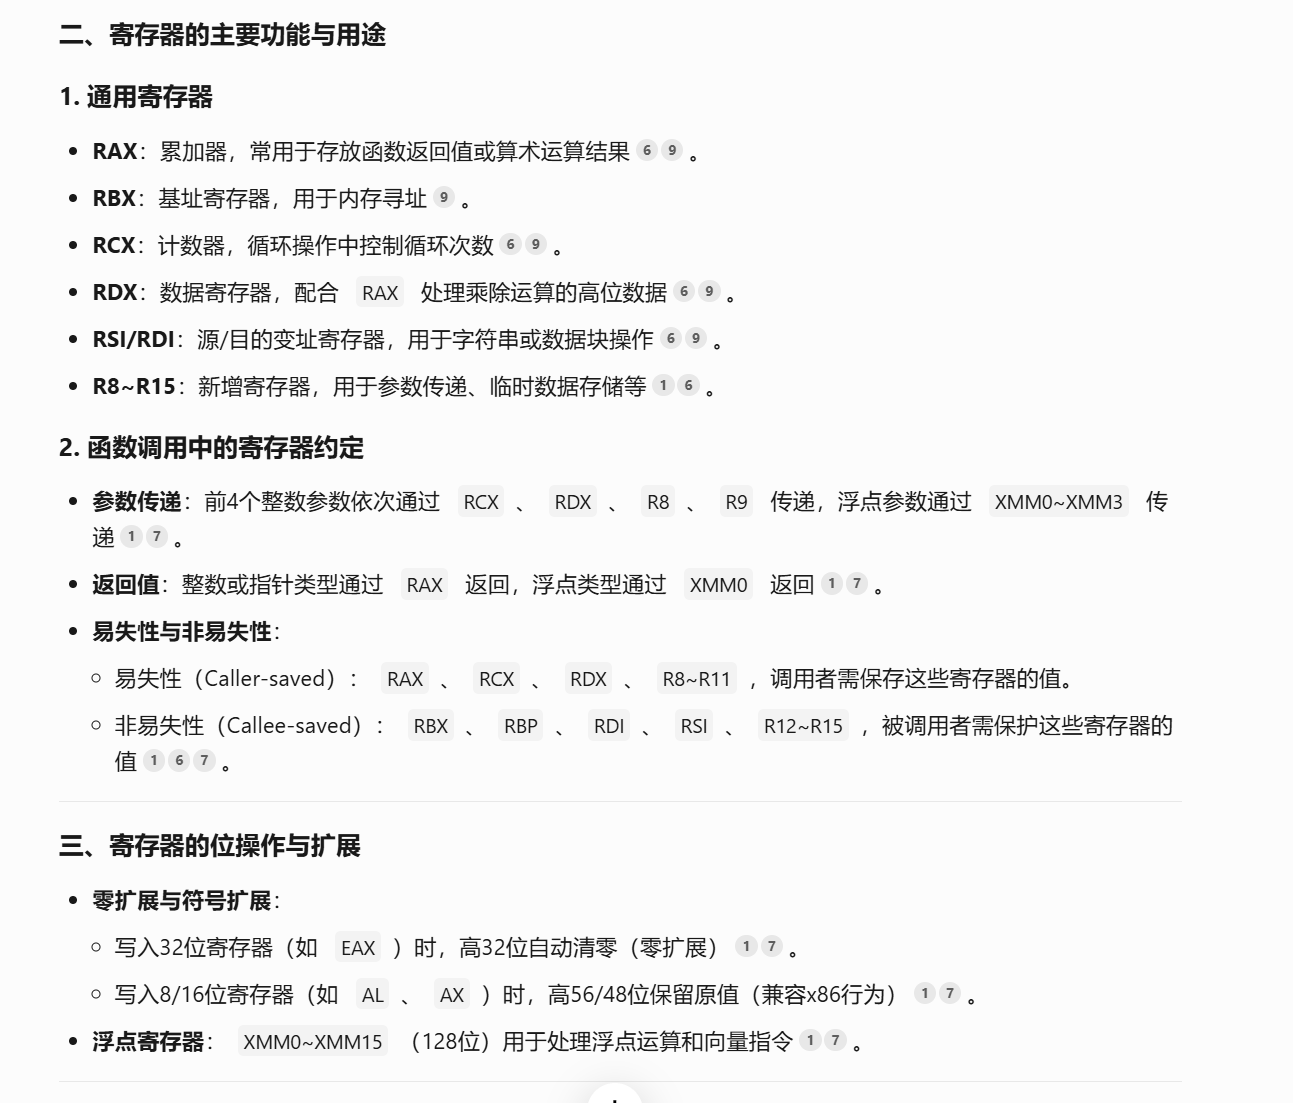 二、寄存器的主要功能与用途
1. 通用寄存器
RAX：累加器，常用于存放函数返回值或算术运算结果 6 9 。
RBX：基址寄存器，用于内存寻址 9 。
RCX：计数器，循环操作中控制循环次数 6 9 。
RDX：数据寄存器，配合 RAX 处理乘除运算的高位数据 6 9 。
RSI/RDI：源/目的变址寄存器，用于字符串或数据块操作 6 9 。
R8~R15：新增寄存器，用于参数传递、临时数据存储等 1 6 。
2. 函数调用中的寄存器约定
参数传递：前4个整数参数依次通过 RCX 、 RDX 、 R8 、 R9 传递，浮点参数通过 XMM0~XMM3 传
递 1 7 。
返回值：整数或指针类型通过 RAX 返回，浮点类型通过 XMM0 返回 1 7 。
易失性与非易失性：
易失性（Caller-saved）： RAX 、 RCX 、 RDX 、 R8~R11 ，调用者需保存这些寄存器的值。
非易失性（Callee-saved）： RBX 、 RBP 、 RDI 、 RSI 、 R12~R15 ，被调用者需保护这些寄存器的
值 1 6 7 。
三、寄存器的位操作与扩展
零扩展与符号扩展：
写入32位寄存器（如 EAX ）时，高32位自动清零（零扩展） 1 7 。
写入8/16位寄存器（如 AL 、 AX ）时，高56/48位保留原值（兼容x86行为） 1 7 。
浮点寄存器： XMM0~XMM15 （128位）用于处理浮点运算和向量指令 1 7 。